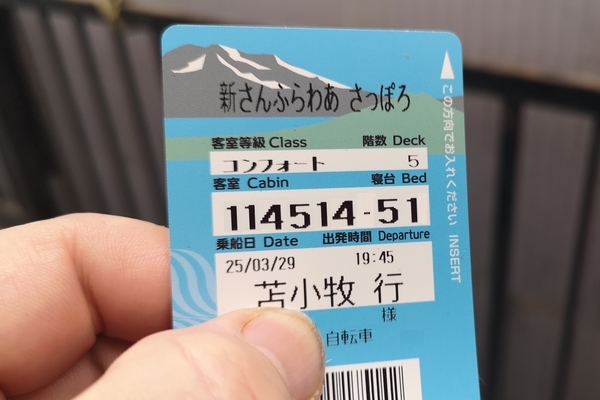 新さんふらわあ さっぽろ
客室等級 Class 階数 Deck
コンフォート 5
客室 Cabin 寝台 Bed
114514-51
乗船日 Date 出発時間 Departure
25/03/29 19:45
苫小牧 行
様
自転車
この方向でお入れください INSERT